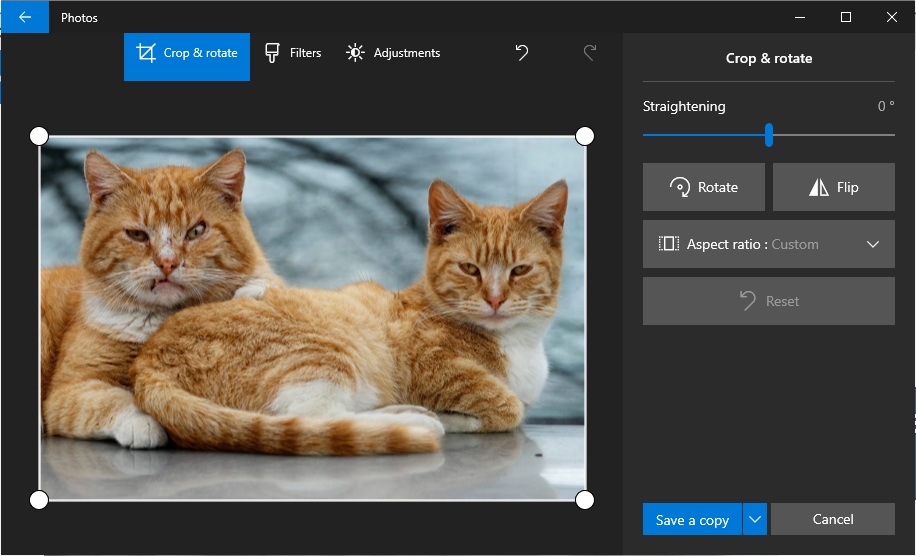 Photos
Crop & rotate
Filters
Adjustments
Crop & rotate
Straightening
0 °
Rotate
Flip
Aspect ratio : Custom
Reset
Save a copy
Cancel